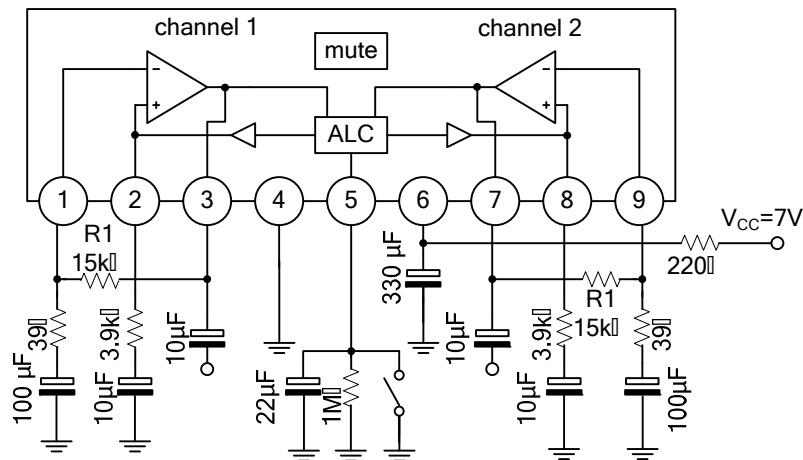 channel 1
channel 2
mute
ALC
1 2 3 4 5 6 7 8 9
V_CC=7V
R1
15k▯
39▯
100 µF
3.9k▯
10µF
10µF
22µF
1M▯
330 µF
220▯
10µF
R1
15k▯
3.9k▯
10µF
39▯
100µF